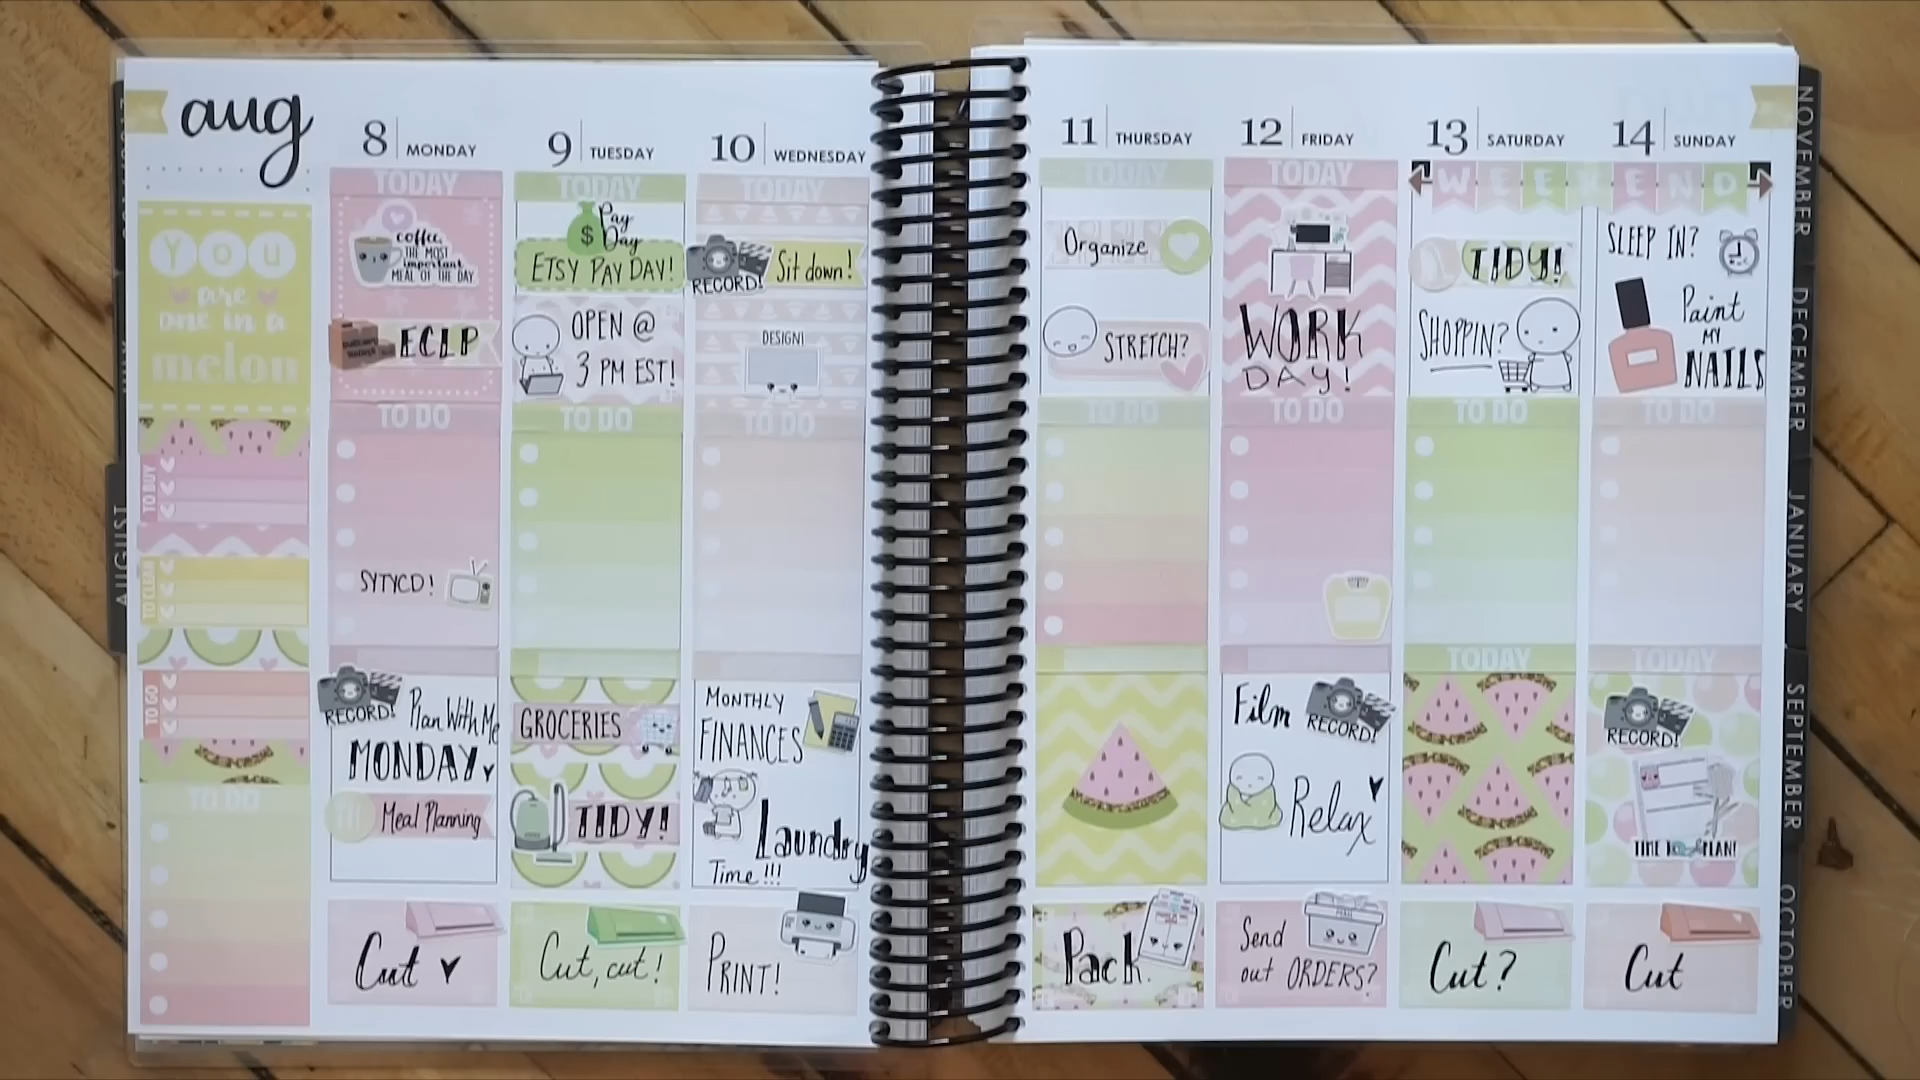 aug
YOU
are
one in a
melon
TO BUY
TO CLEAN
TO GO
TO DO
8 MONDAY
TODAY
coffee
THE MOST
important
MEAL OF THE DAY
ECLP
TO DO
SYTYCD!
RECORD!
Plan With Me
MONDAY
Meal Planning
Cut
9 TUESDAY
TODAY
Pay
Day
$
ETSY PAY DAY!
OPEN @
3 PM EST!
TO DO
GROCERIES
TIDY!
Cut, cut!
10 WEDNESDAY
TODAY
RECORD!
Sit down!
DESIGN!
TO DO
MONTHLY
FINANCES
Laundry
Time!!!
PRINT!
11 THURSDAY
TODAY
Organize
STRETCH?
TO DO
Pack
12 FRIDAY
TODAY
WORK
DAY!
TO DO
Film
RECORD!
Relax
Send
out ORDERS?
13 SATURDAY
14 SUNDAY
WEEKEND
TIDY!
SHOPPIN?
TO DO
TODAY
Cut?
SLEEP IN?
Paint
MY
NAILS
TO DO
TODAY
RECORD!
TIME TO PLAN!
Cut
AUGUST
NOVEMBER
DECEMBER
JANUARY
SEPTEMBER
OCTOBER